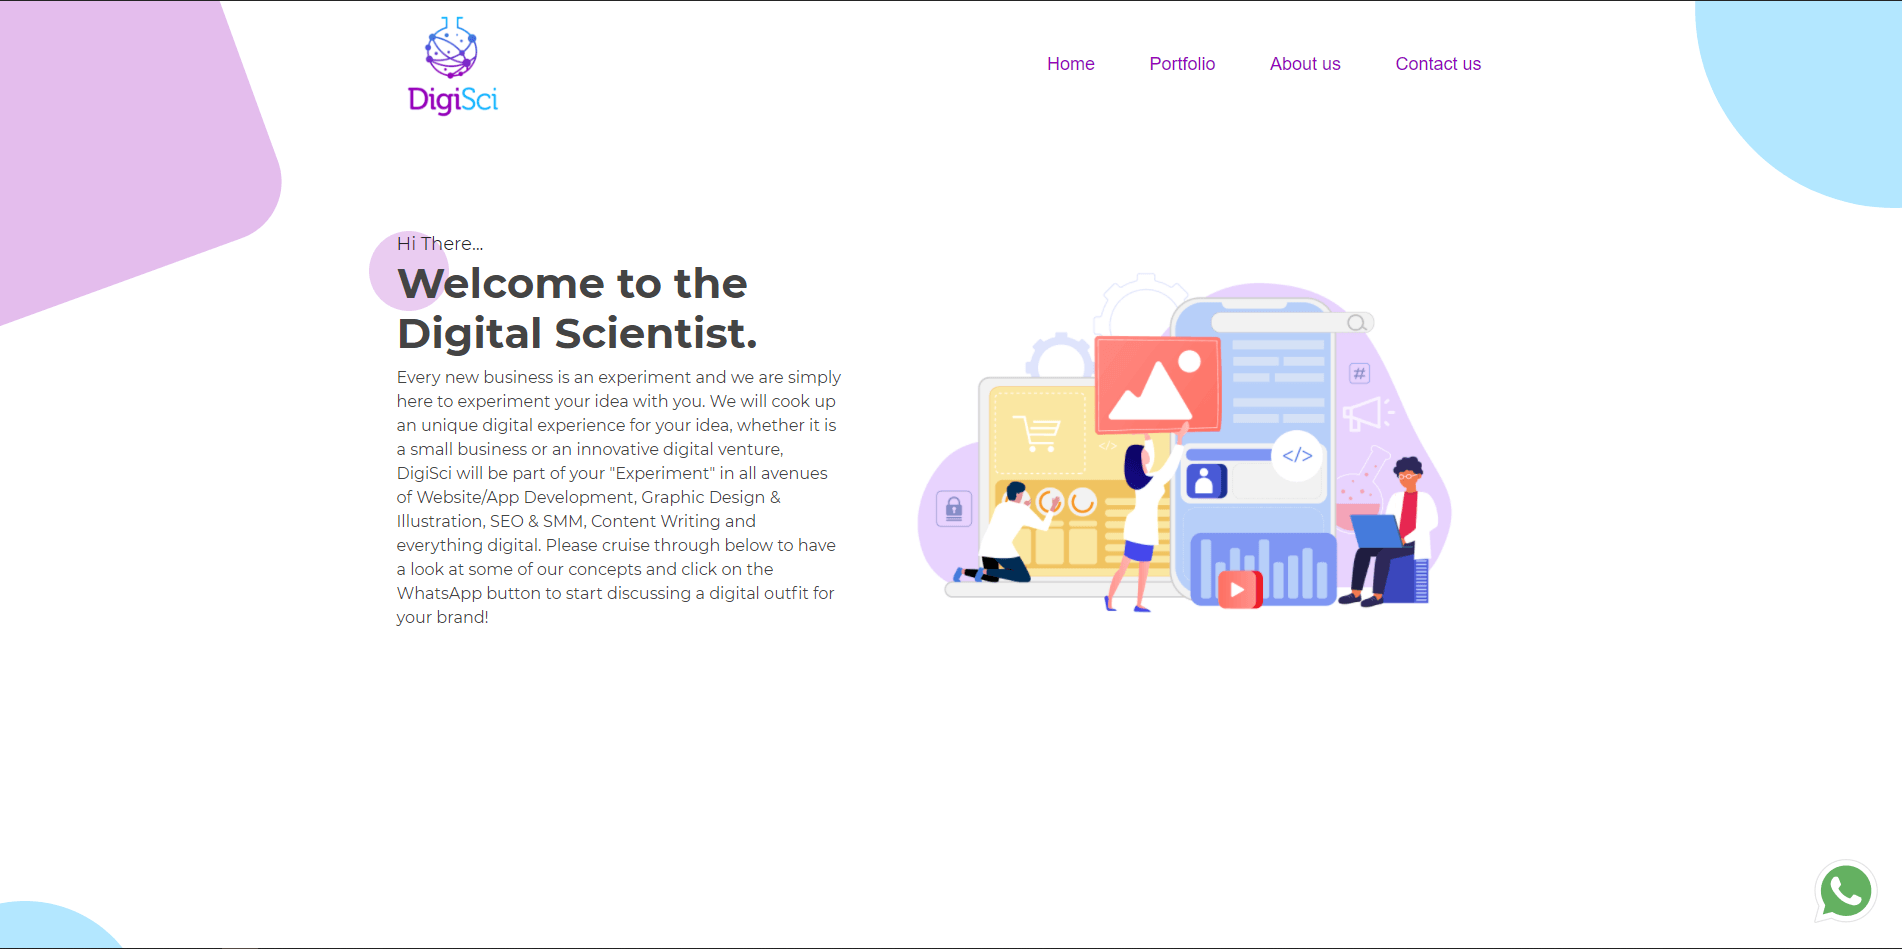 DigiSci
Home Portfolio About us Contact us
Hi There...
Welcome to the
Digital Scientist.
Every new business is an experiment and we are simply
here to experiment your idea with you. We will cook up
an unique digital experience for your idea, whether it is
a small business or an innovative digital venture,
DigiSci will be part of your "Experiment" in all avenues
of Website/App Development, Graphic Design &
Illustration, SEO & SMM, Content Writing and
everything digital. Please cruise through below to have
a look at some of our concepts and click on the
WhatsApp button to start discussing a digital outfit for
your brand!
#
</>
</>